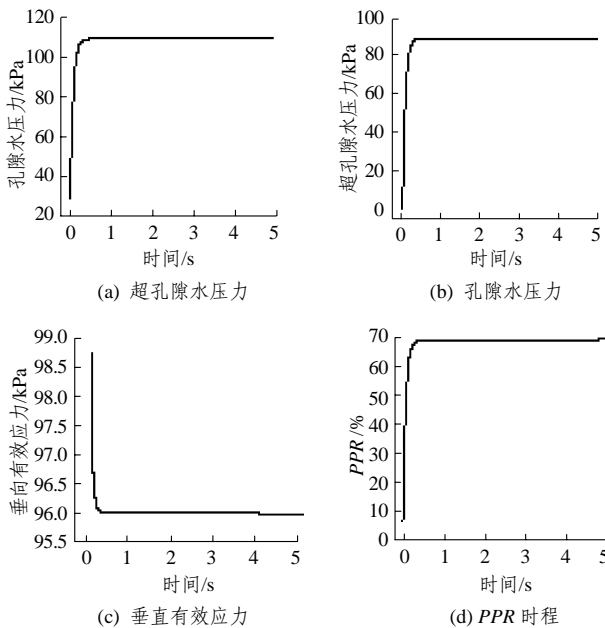 孔隙水压力/kPa
120
100
80
60
40
20
0 1 2 3 4 5
时间/s
(a) 超孔隙水压力
超孔隙水压力/kPa
100
80
60
40
20
0
0 1 2 3 4 5
时间/s
(b) 孔隙水压力
垂向有效应力/kPa
99.0
98.5
98.0
97.5
97.0
96.5
96.0
95.5
0 1 2 3 4 5
时间/s
(c) 垂直有效应力
PPR/%
70
60
50
40
30
20
10
0
0 1 2 3 4 5
时间/s
(d) PPR 时程